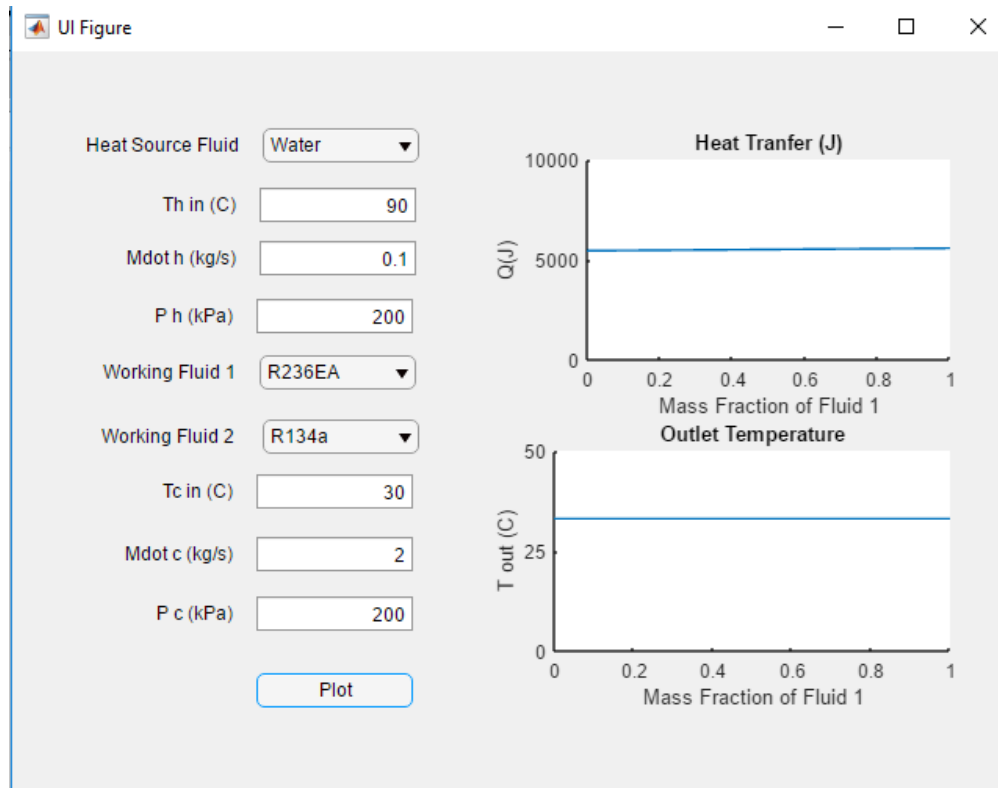 UI Figure
Heat Source Fluid Water
Th in (C) 90
Mdot h (kg/s) 0.1
P h (kPa) 200
Working Fluid 1 R236EA
Working Fluid 2 R134a
Tc in (C) 30
Mdot c (kg/s) 2
P c (kPa) 200
Plot
Heat Tranfer (J)
10000
5000
0
Q(J)
0 0.2 0.4 0.6 0.8 1
Mass Fraction of Fluid 1
Outlet Temperature
50
25
0
T out (C)
0 0.2 0.4 0.6 0.8 1
Mass Fraction of Fluid 1